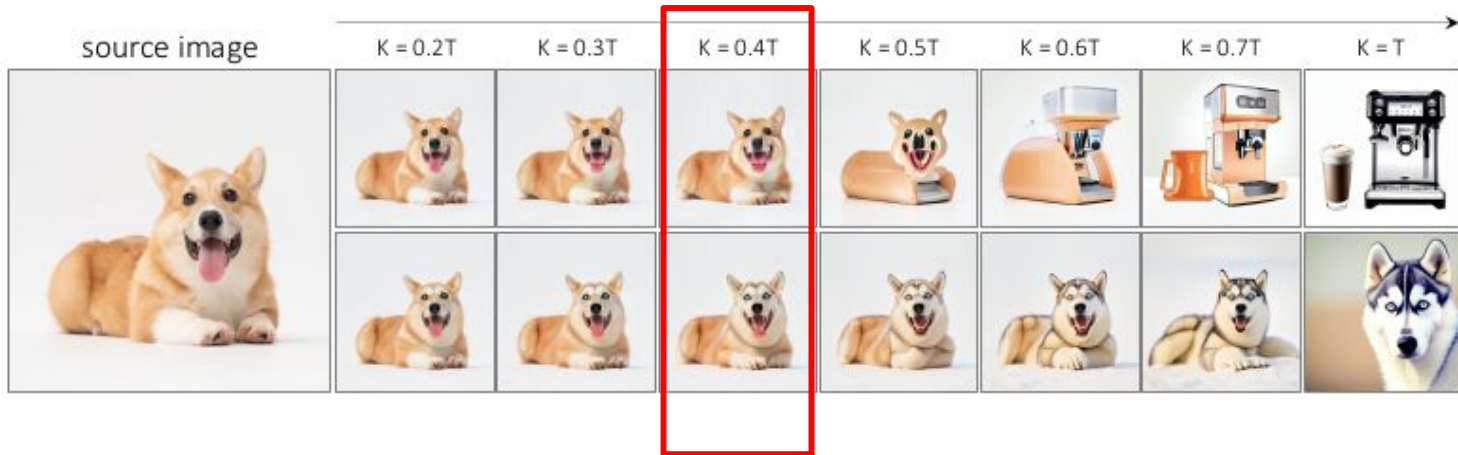 source image
K = 0.2T
K = 0.3T
K = 0.4T
K = 0.5T
K = 0.6T
K = 0.7T
K = T